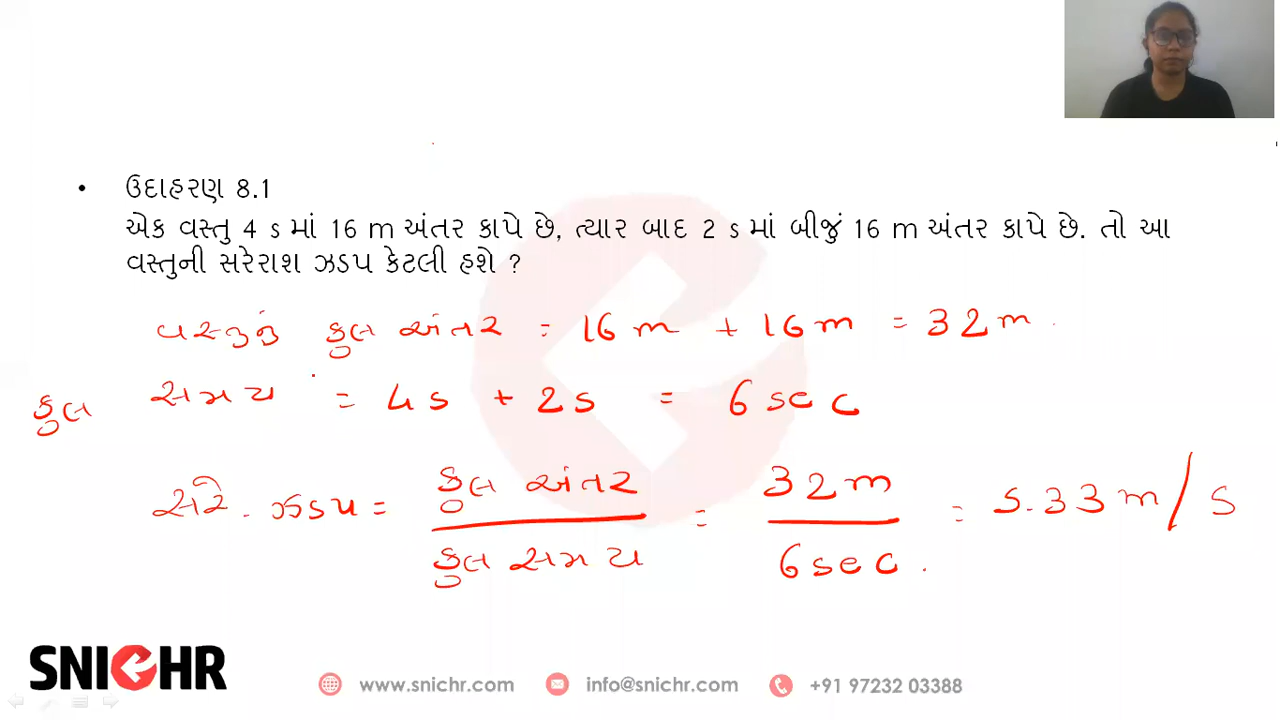 • ઉદાહરણ 8.1
એક વસ્તુ 4 s માં 16 m અંતર કાપે છે, ત્યાર બાદ 2 s માં બીજું 16 m અંતર કાપે છે. તો આ
વસ્તુની સરેરાશ ઝડપ કેટલી હશે ?
વસ્તુનું કુલ અંતર = 16 m + 16 m = 32 m
કુલ સમય = 4s + 2s = 6 sec
સરે. ઝડપ = કુલ અંતર / કુલ સમય = 32 m / 6 sec = 5.33 m/s
SNICHR
www.snichr.com info@snichr.com +91 97232 03388